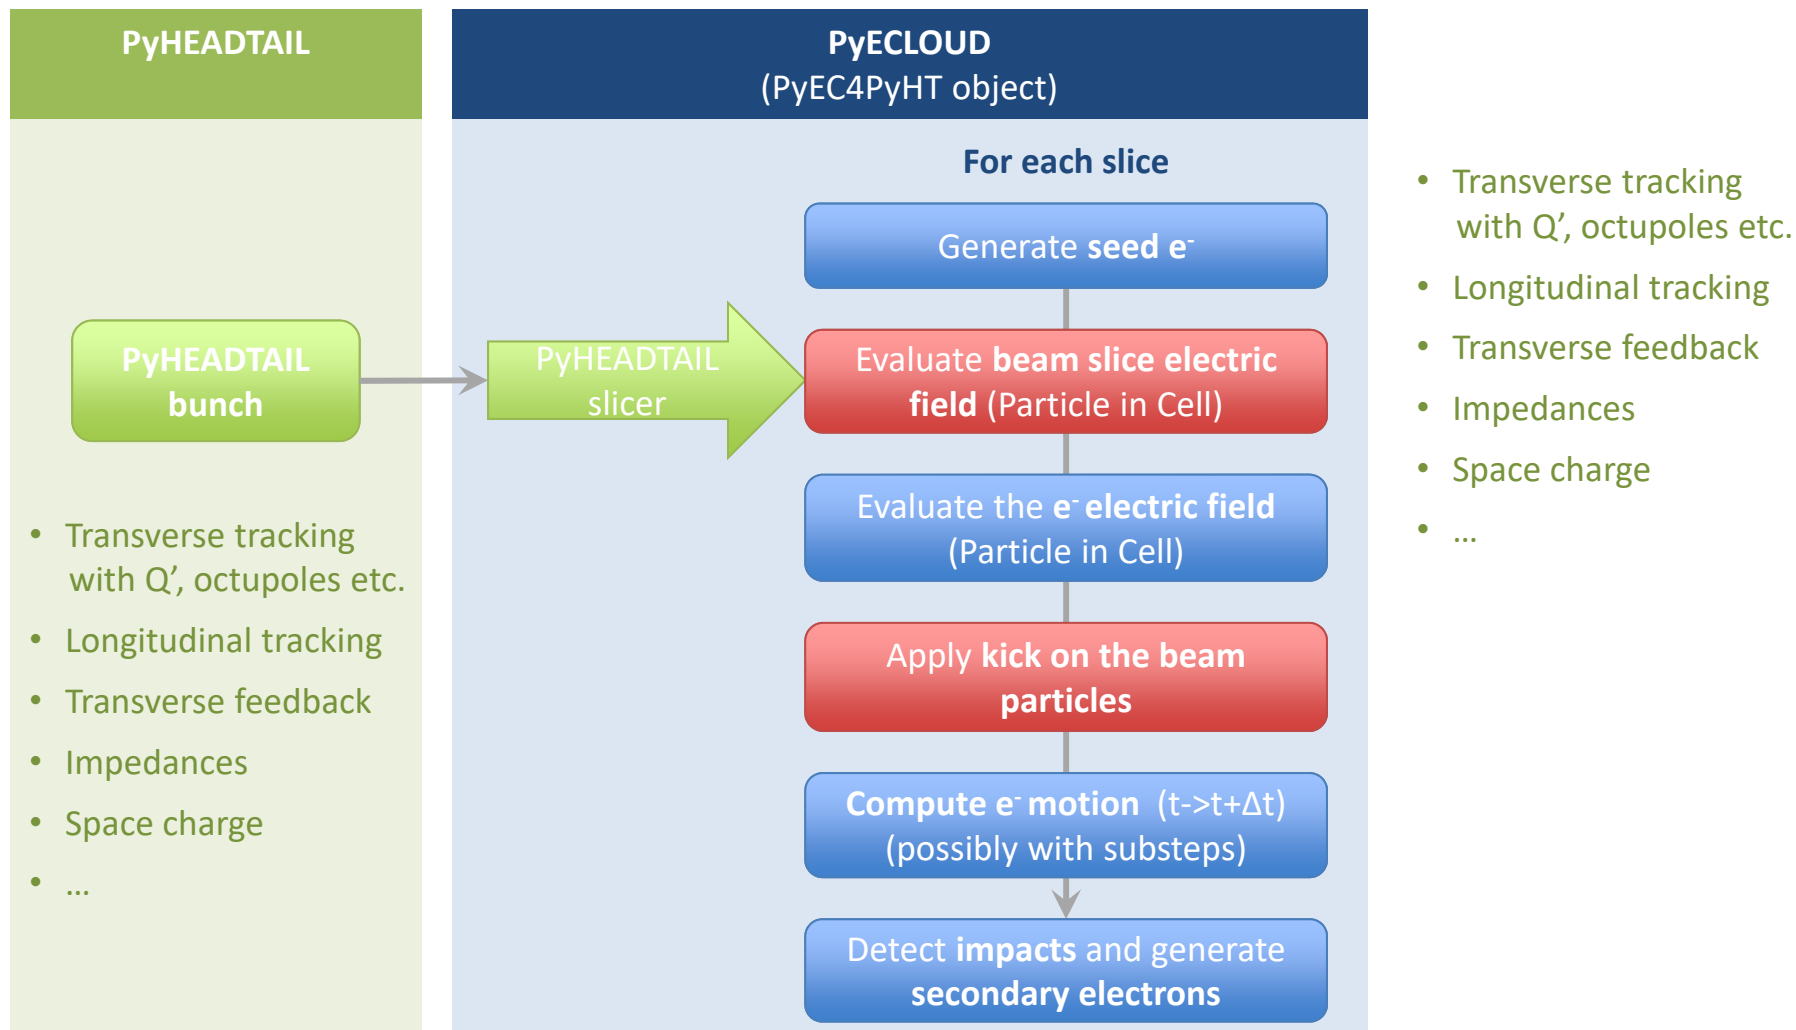 PyHEADTAIL
PyHEADTAIL
bunch
• Transverse tracking
with Q’, octupoles etc.
• Longitudinal tracking
• Transverse feedback
• Impedances
• Space charge
• …
PyECLOUD
(PyEC4PyHT object)
PyHEADTAIL
slicer
For each slice
Generate seed e⁻
Evaluate beam slice electric
field (Particle in Cell)
Evaluate the e⁻ electric field
(Particle in Cell)
Apply kick on the beam
particles
Compute e⁻ motion (t->t+Δt)
(possibly with substeps)
Detect impacts and generate
secondary electrons
• Transverse tracking
with Q’, octupoles etc.
• Longitudinal tracking
• Transverse feedback
• Impedances
• Space charge
• …